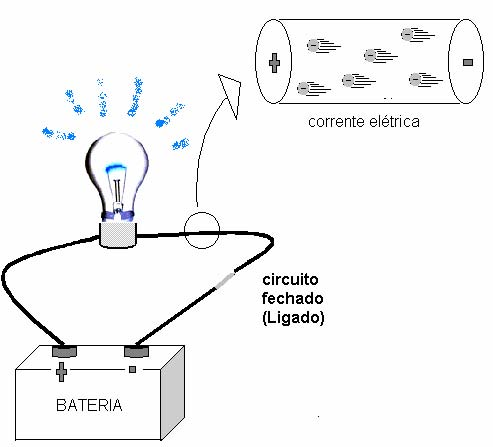 corrente elétrica
circuito
fechado
(Ligado)
+ -
BATERIA